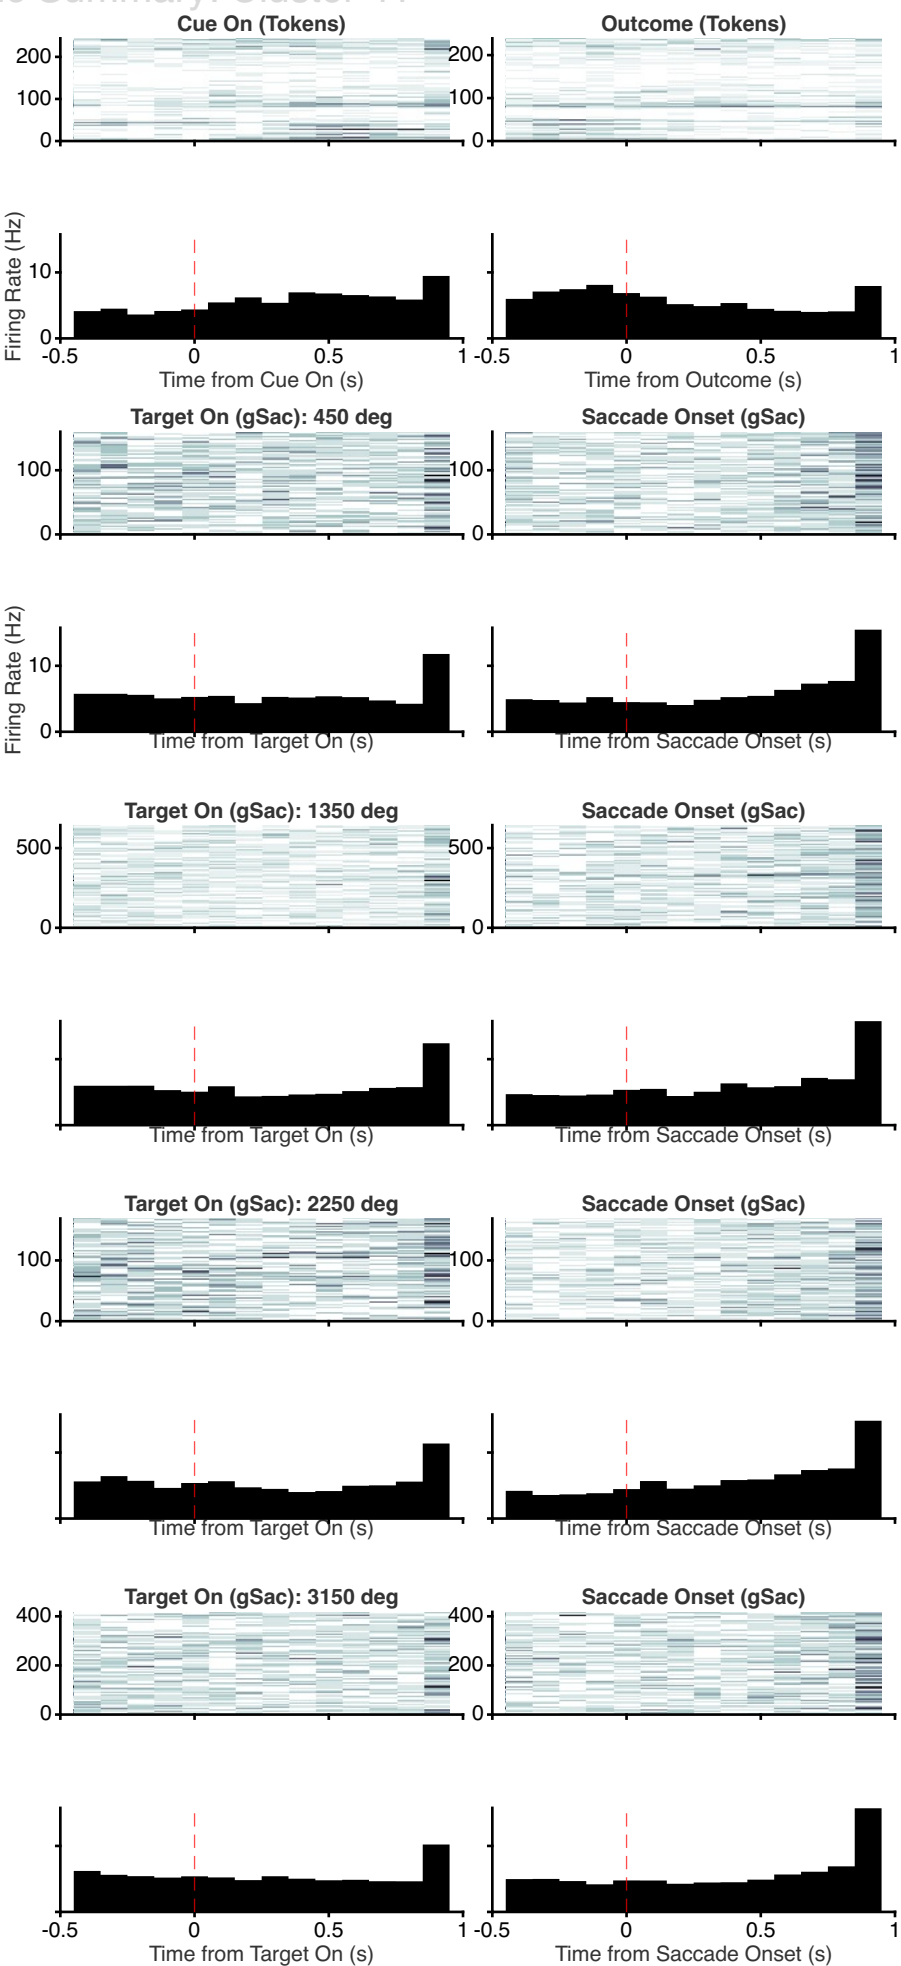 Summary: Cluster
Cue On (Tokens) Outcome (Tokens)
200 200
100 100
0 0
Firing Rate (Hz)
10
0
-0.5 0 0.5 1 -0.5 0 0.5 1
Time from Cue On (s) Time from Outcome (s)
Target On (gSac): 450 deg Saccade Onset (gSac)
100 100
0 0
Firing Rate (Hz)
10
0
Time from Target On (s) Time from Saccade Onset (s)
Target On (gSac): 1350 deg Saccade Onset (gSac)
500 500
0 0
Time from Target On (s) Time from Saccade Onset (s)
Target On (gSac): 2250 deg Saccade Onset (gSac)
100 100
0 0
Time from Target On (s) Time from Saccade Onset (s)
Target On (gSac): 3150 deg Saccade Onset (gSac)
400 400
200 200
0 0
-0.5 0 0.5 1 -0.5 0 0.5 1
Time from Target On (s) Time from Saccade Onset (s)